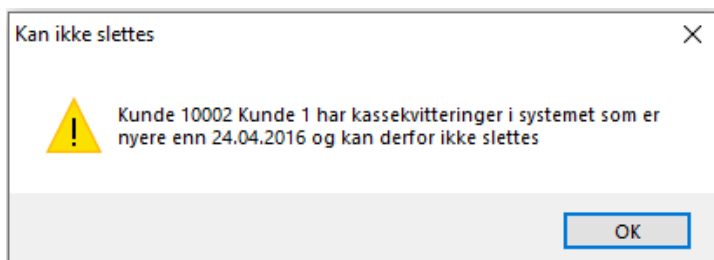 Kan ikke slettes
Kunde 10002 Kunde 1 har kassekvitteringer i systemet som er
nyere enn 24.04.2016 og kan derfor ikke slettes
OK